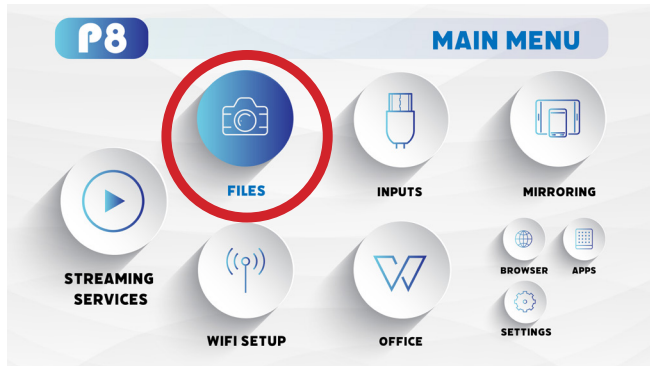 P8
MAIN MENU
FILES
INPUTS
MIRRORING
STREAMING
SERVICES
BROWSER
APPS
WIFI SETUP
OFFICE
SETTINGS